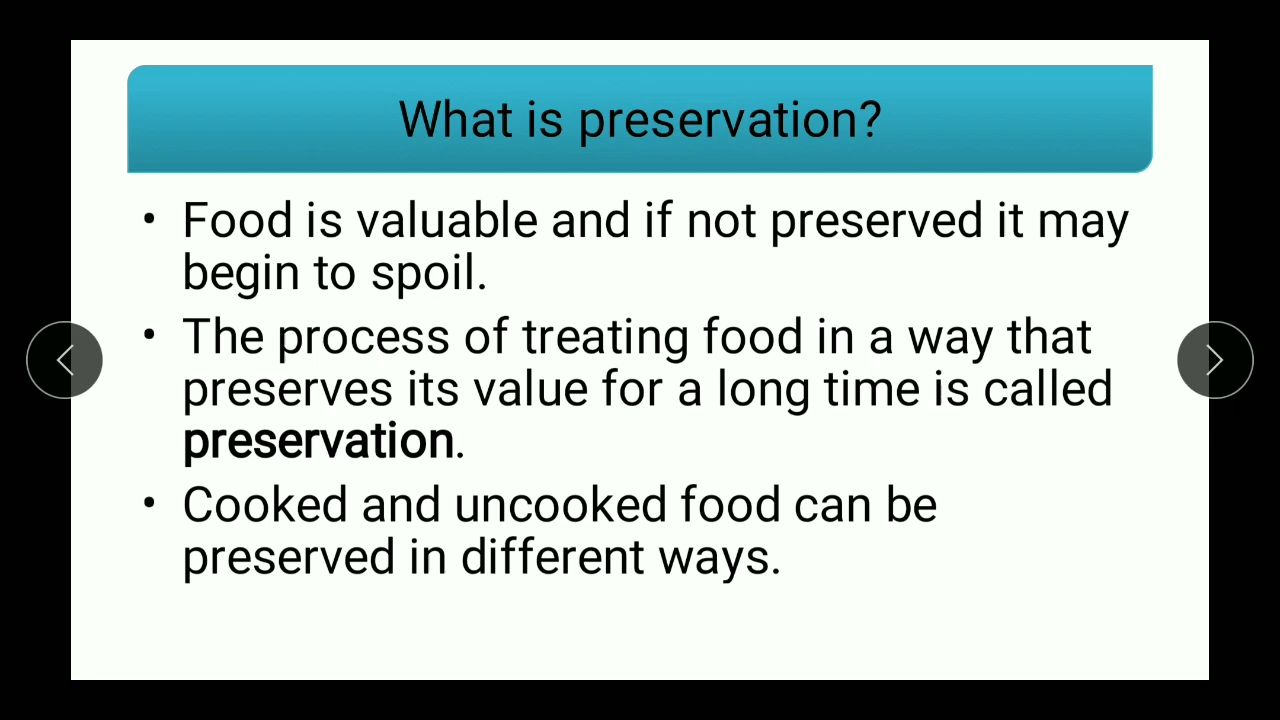 What is preservation?
• Food is valuable and if not preserved it may
begin to spoil.
• The process of treating food in a way that
preserves its value for a long time is called
preservation.
• Cooked and uncooked food can be
preserved in different ways.